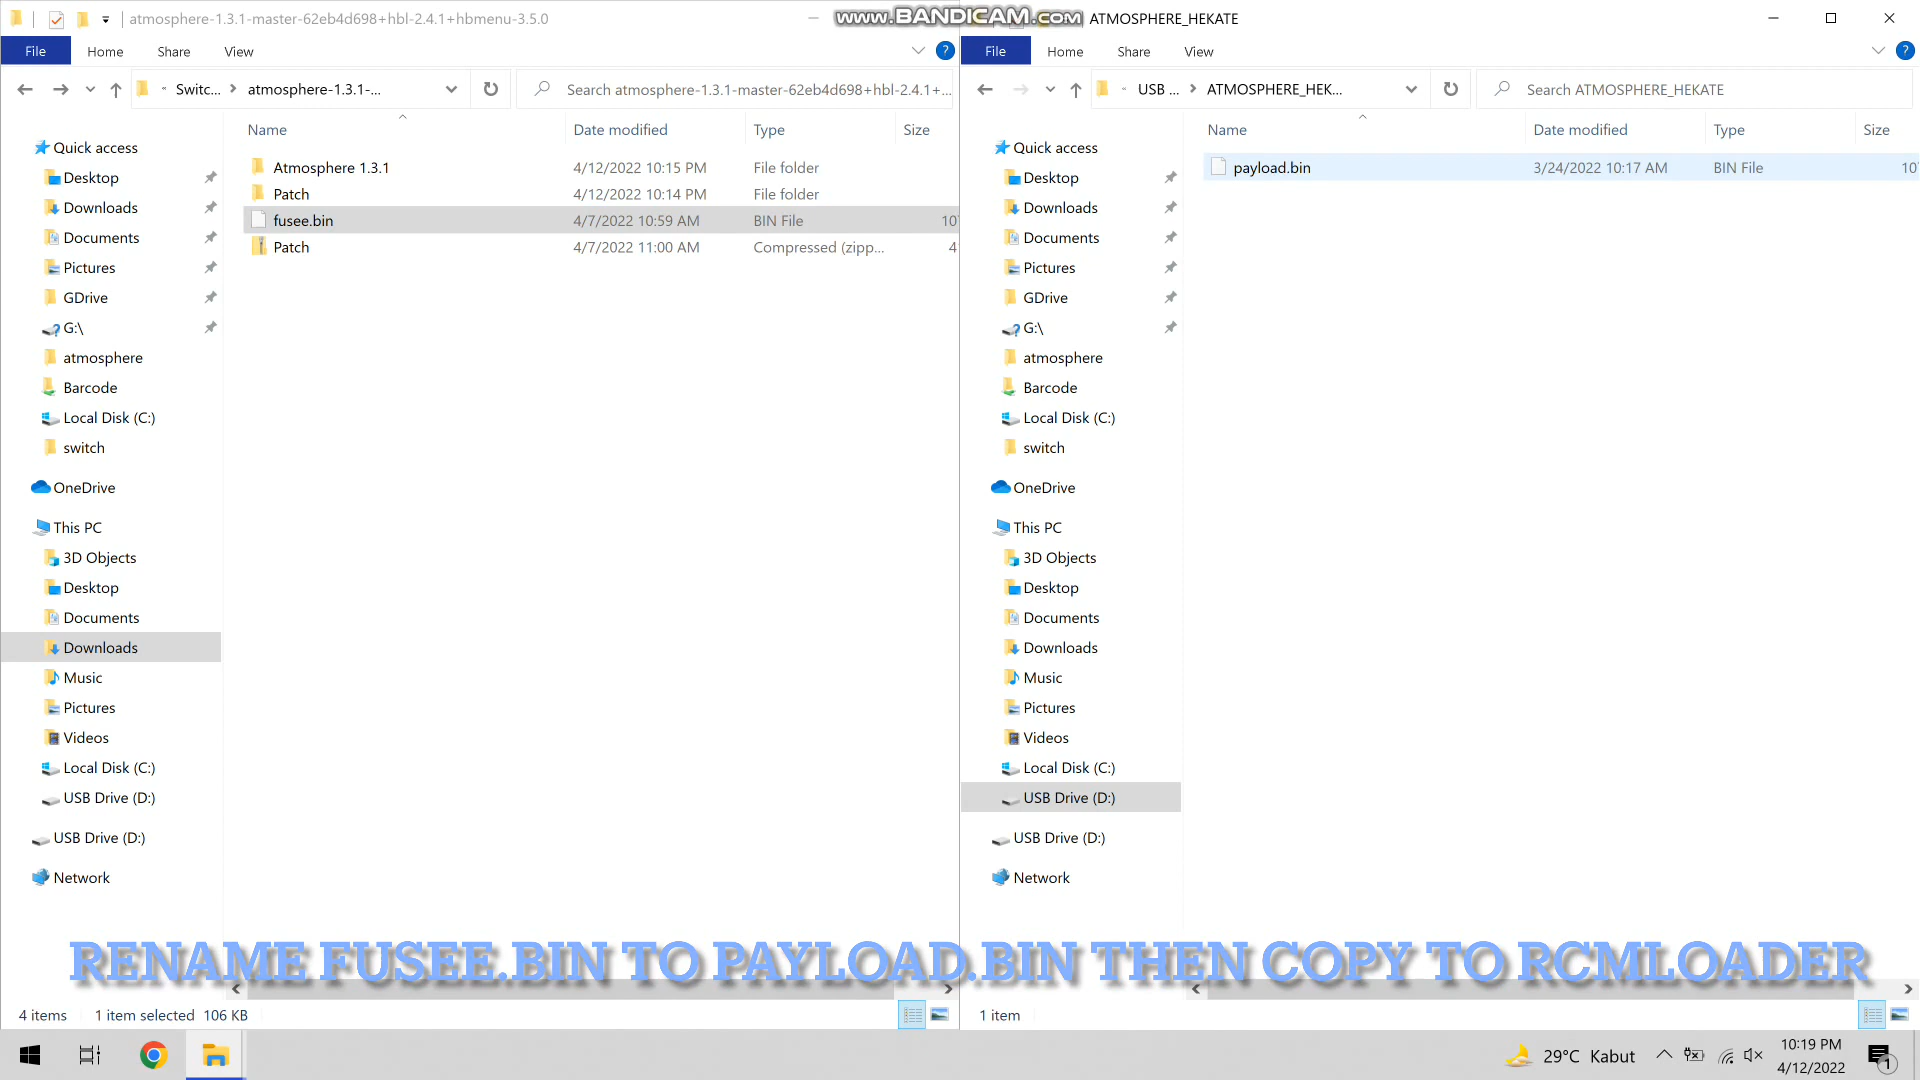 atmosphere-1.3.1-master-62eb4d698+hbl-2.4.1+hbmenu-3.5.0
File
Home
Share
View
Switc...
atmosphere-1.3.1-...
Search atmosphere-1.3.1-master-62eb4d698+hbl-2.4.1+...
Name
Date modified
Type
Size
Atmosphere 1.3.1
4/12/2022 10:15 PM
File folder
Patch
4/12/2022 10:14 PM
File folder
fusee.bin
4/7/2022 10:59 AM
BIN File
10
Patch
4/7/2022 11:00 AM
Compressed (zipp...
4
Quick access
Desktop
Downloads
Documents
Pictures
GDrive
G:\
atmosphere
Barcode
Local Disk (C:)
switch
OneDrive
This PC
3D Objects
Desktop
Documents
Downloads
Music
Pictures
Videos
Local Disk (C:)
USB Drive (D:)
USB Drive (D:)
Network
4 items
1 item selected 106 KB
www.BANDICAM.com
ATMOSPHERE_HEKATE
File
Home
Share
View
USB ...
ATMOSPHERE_HEK...
Search ATMOSPHERE_HEKATE
Name
Date modified
Type
Size
payload.bin
3/24/2022 10:17 AM
BIN File
10
Quick access
Desktop
Downloads
Documents
Pictures
GDrive
G:\
atmosphere
Barcode
Local Disk (C:)
switch
OneDrive
This PC
3D Objects
Desktop
Documents
Downloads
Music
Pictures
Videos
Local Disk (C:)
USB Drive (D:)
USB Drive (D:)
Network
1 item
RENAME FUSEE.BIN TO PAYLOAD.BIN THEN COPY TO RCMLOADER
29°C Kabut
10:19 PM
4/12/2022
1